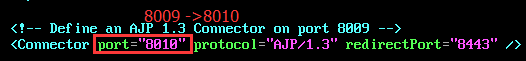 8009 ->8010
<!-- Define an AJP 1.3 Connector on port 8009 -->
<Connector port="8010" protocol="AJP/1.3" redirectPort="8443" />